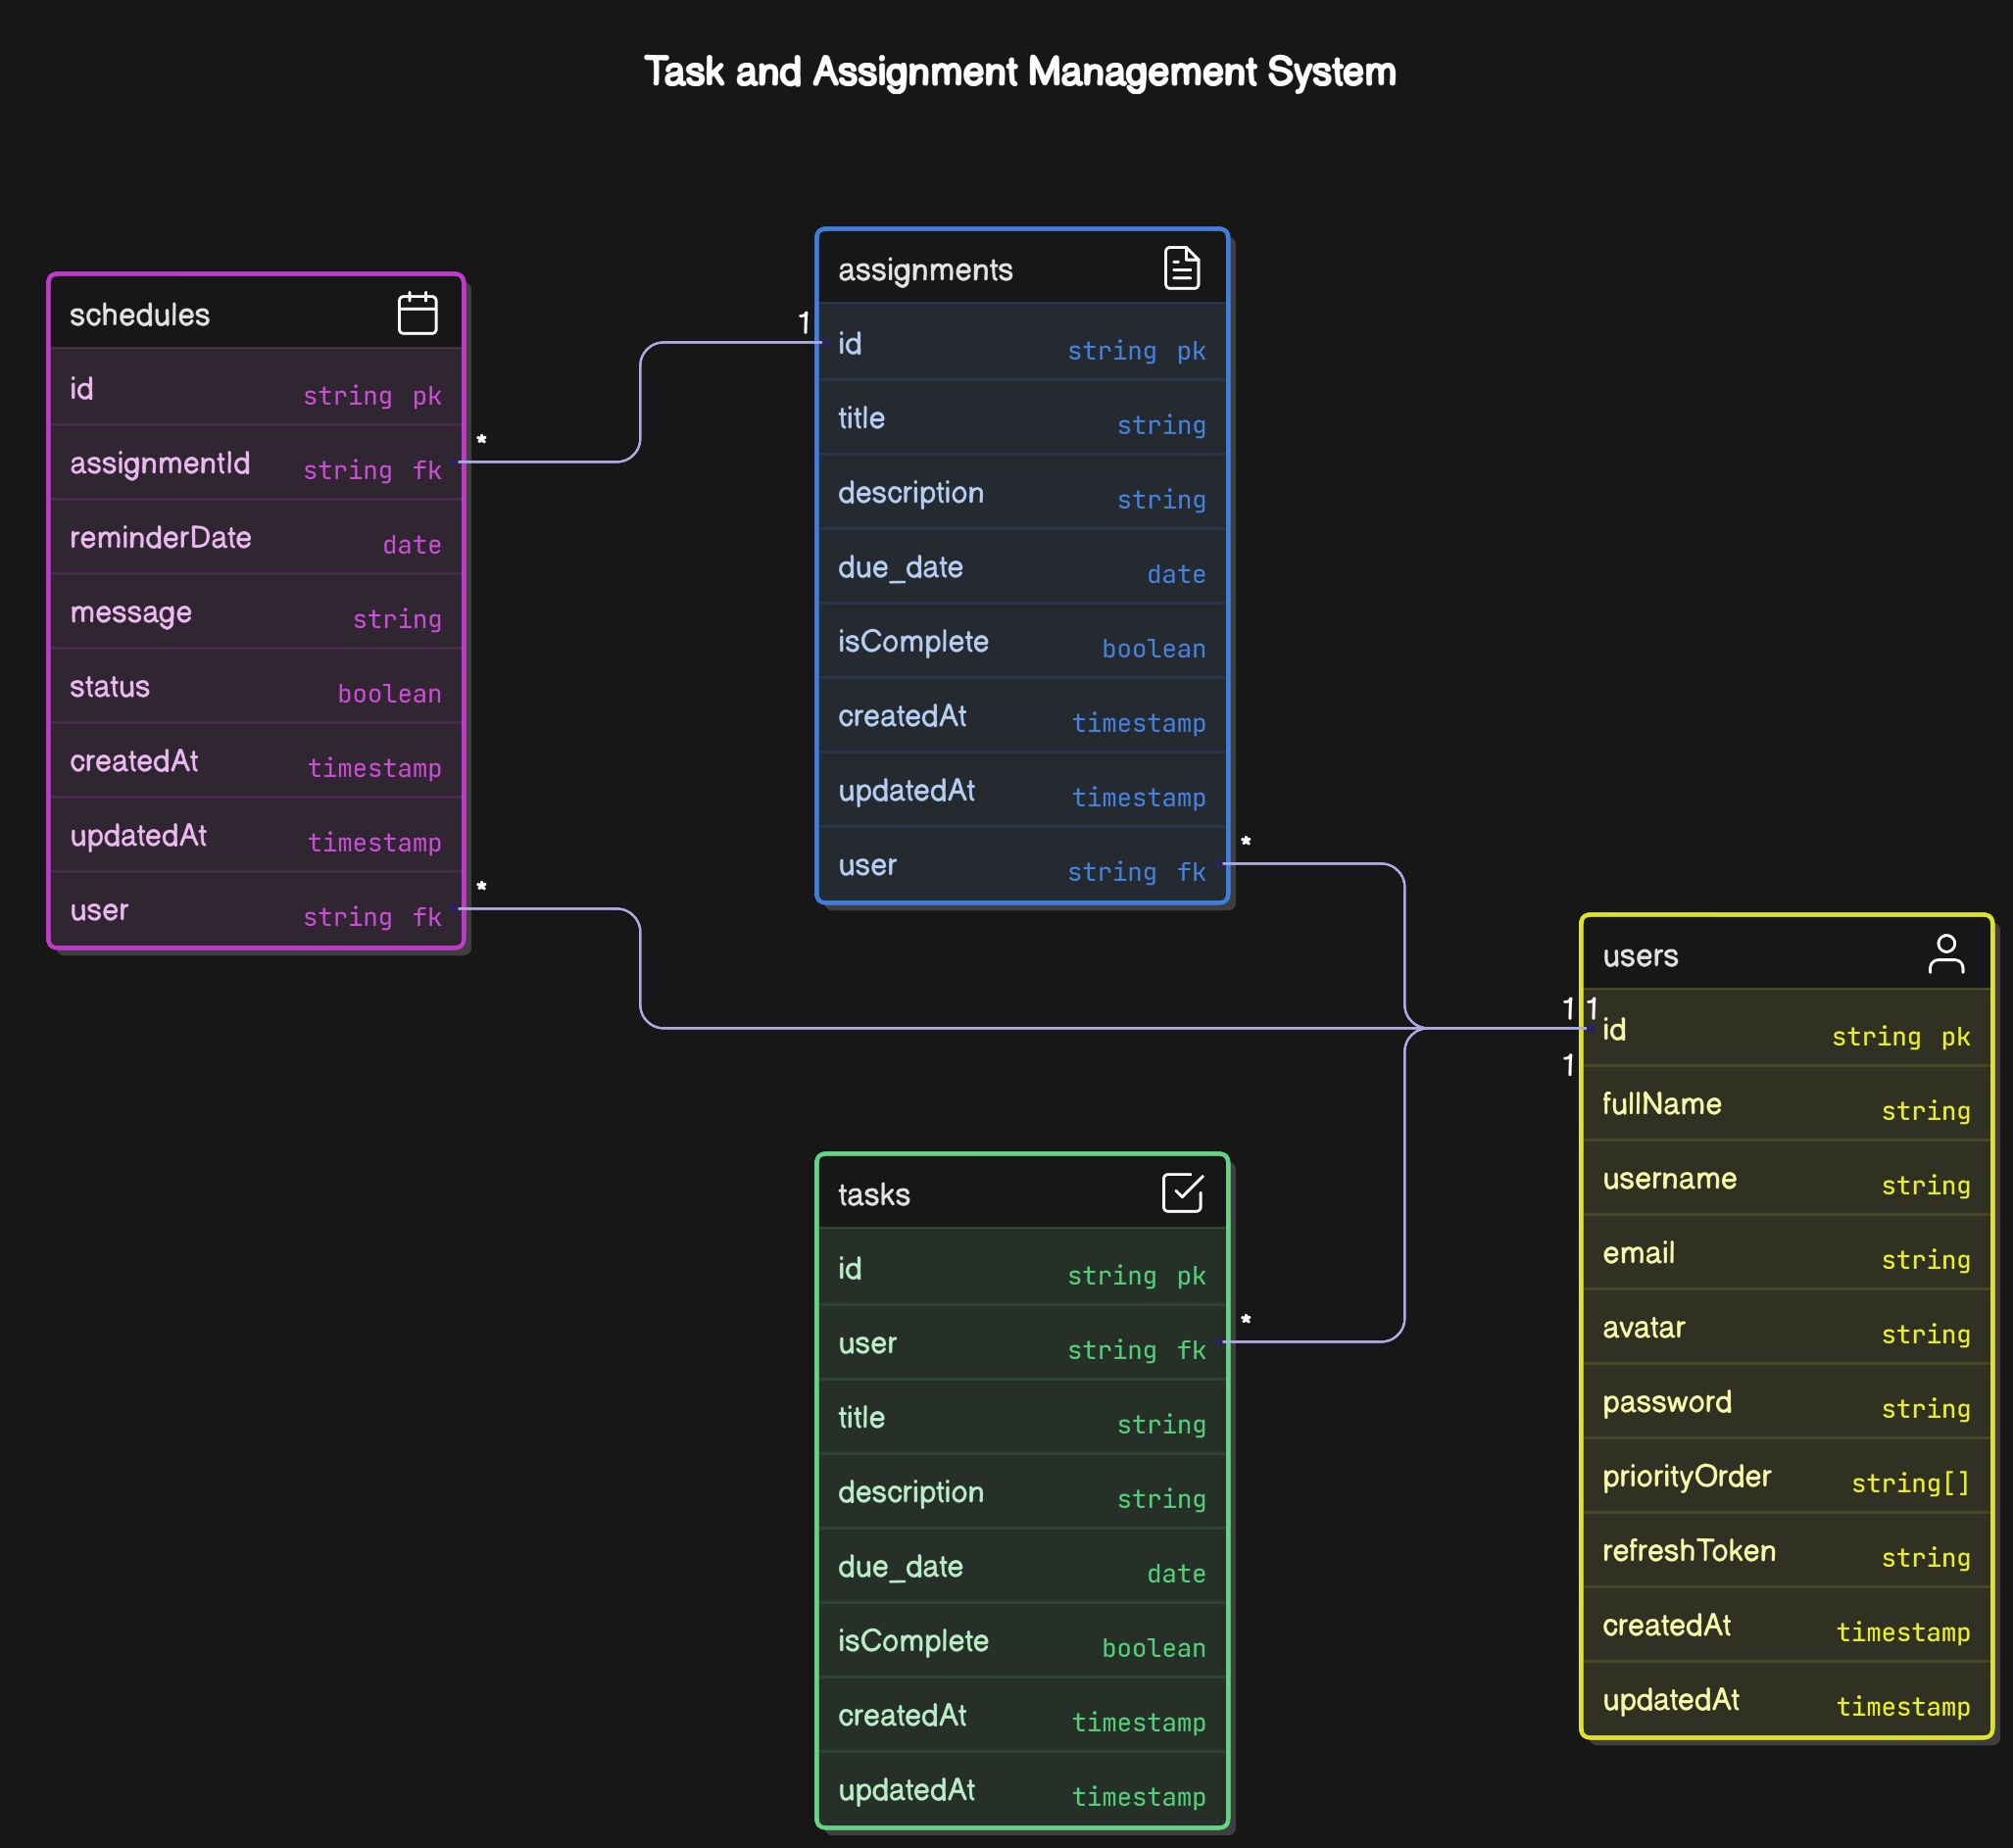 Task and Assignment Management System
schedules
id string pk
assignmentId string fk
*
reminderDate date
message string
status boolean
createdAt timestamp
updatedAt timestamp
user string fk
*
assignments
1
id string pk
title string
description string
due_date date
isComplete boolean
createdAt timestamp
updatedAt timestamp
user string fk
*
tasks
id string pk
user string fk
*
title string
description string
due_date date
isComplete boolean
createdAt timestamp
updatedAt timestamp
users
1 1
id string pk
1
fullName string
username string
email string
avatar string
password string
priorityOrder string[]
refreshToken string
createdAt timestamp
updatedAt timestamp